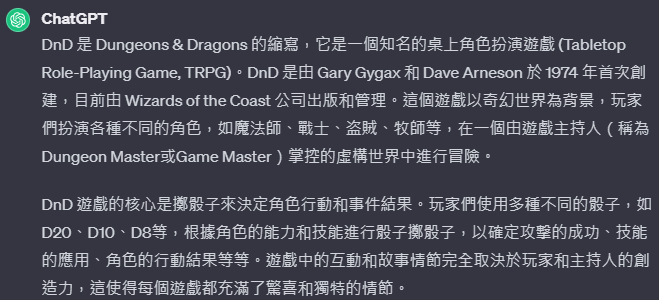 ChatGPT
DnD 是 Dungeons & Dragons 的縮寫，它是一個知名的桌上角色扮演遊戲 (Tabletop
Role-Playing Game, TRPG)。DnD 是由 Gary Gygax 和 Dave Arneson 於 1974 年首次創
建，目前由 Wizards of the Coast 公司出版和管理。這個遊戲以奇幻世界為背景，玩家
們扮演各種不同的角色，如魔法師、戰士、盜賊、牧師等，在一個由遊戲主持人（稱為
Dungeon Master或Game Master）掌控的虛構世界中進行冒險。
DnD 遊戲的核心是擲骰子來決定角色行動和事件結果。玩家們使用多種不同的骰子，如
D20、D10、D8等，根據角色的能力和技能進行骰子擲骰子，以確定攻擊的成功、技能
的應用、角色的行動結果等等。遊戲中的互動和故事情節完全取決於玩家和主持人的創
造力，這使得每個遊戲都充滿了驚喜和獨特的情節。